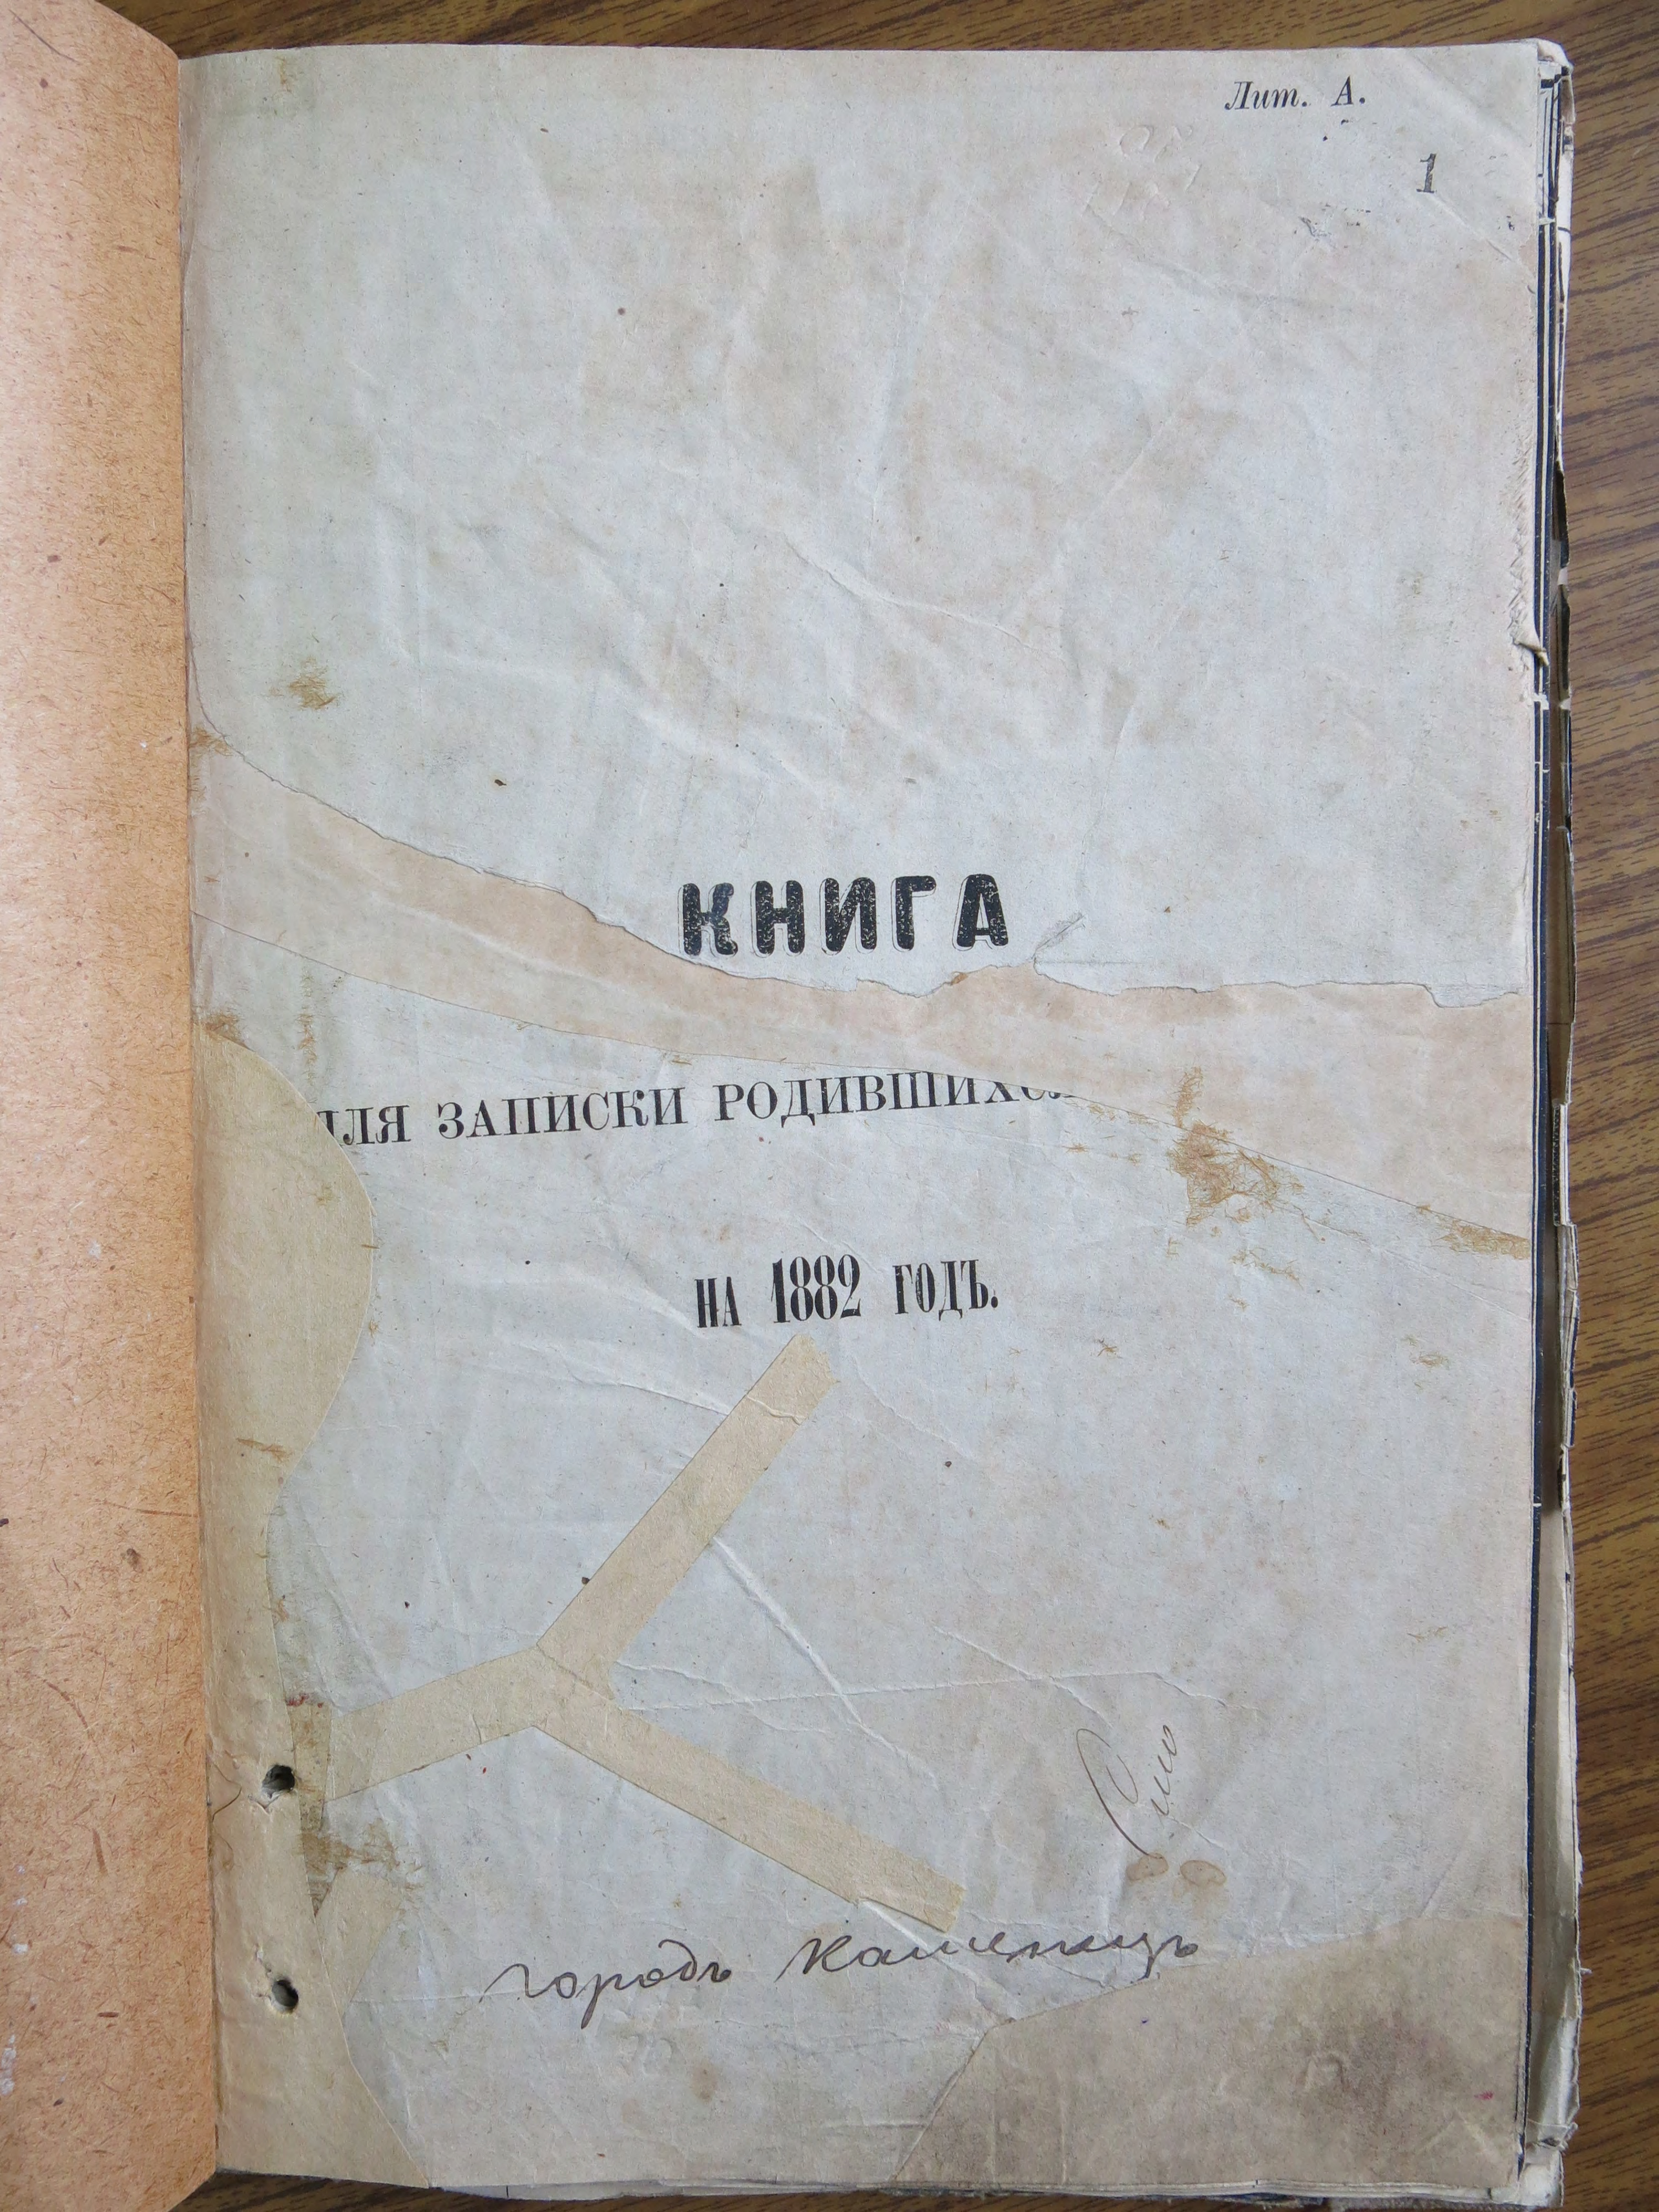 Лит. А.
1
КНИГА
ДЛЯ ЗАПИСКИ РОДИВШИХСЯ
НА 1882 ГОДЪ.
городъ Каменецъ